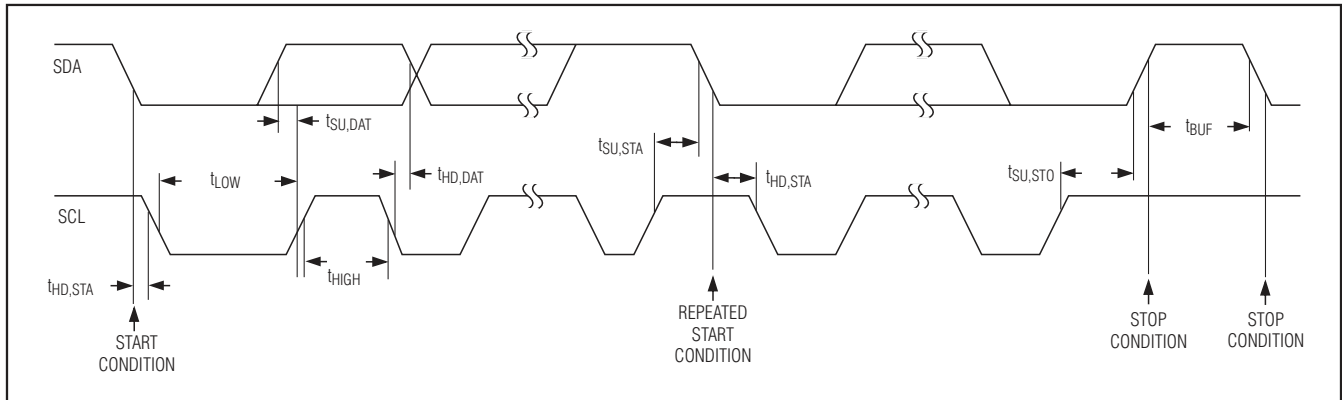 SDA
tSU,DAT
tBUF
tSU,STA
tLOW
tHD,DAT
tHD,STA
tSU,STO
SCL
tHIGH
tHD,STA
START
CONDITION
REPEATED
START
CONDITION
STOP
CONDITION
STOP
CONDITION